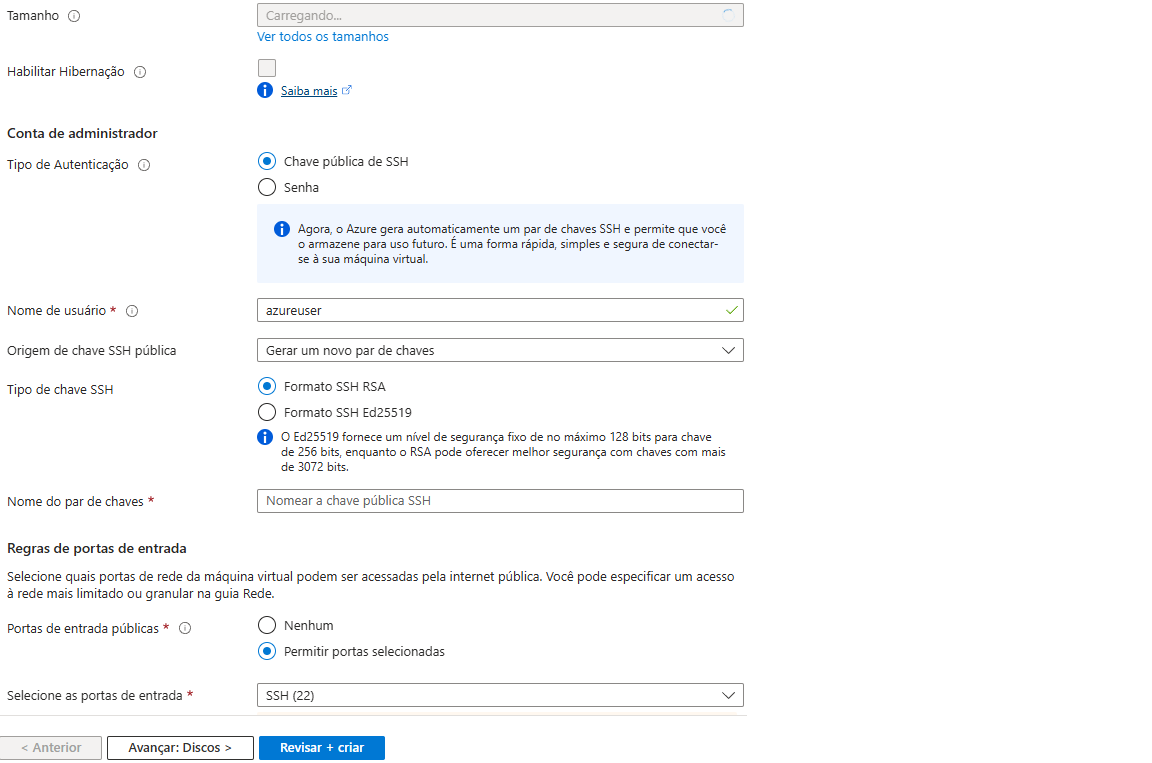 Tamanho
Carregando...
Ver todos os tamanhos
Habilitar Hibernação
Saiba mais
Conta de administrador
Tipo de Autenticação
Chave pública de SSH
Senha
Agora, o Azure gera automaticamente um par de chaves SSH e permite que você
o armazene para uso futuro. É uma forma rápida, simples e segura de conectar-
se à sua máquina virtual.
Nome de usuário *
azureuser
Origem de chave SSH pública
Gerar um novo par de chaves
Tipo de chave SSH
Formato SSH RSA
Formato SSH Ed25519
O Ed25519 fornece um nível de segurança fixo de no máximo 128 bits para chave
de 256 bits, enquanto o RSA pode oferecer melhor segurança com chaves com mais
de 3072 bits.
Nome do par de chaves *
Nomear a chave pública SSH
Regras de portas de entrada
Selecione quais portas de rede da máquina virtual podem ser acessadas pela internet pública. Você pode especificar um acesso
à rede mais limitado ou granular na guia Rede.
Portas de entrada públicas *
Nenhum
Permitir portas selecionadas
Selecione as portas de entrada *
SSH (22)
< Anterior
Avançar: Discos >
Revisar + criar